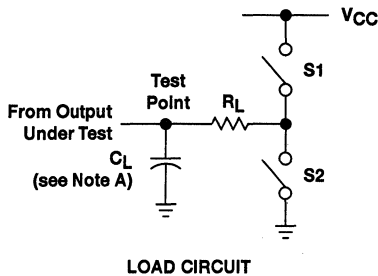 VCC
S1
Test
Point
RL
From Output
Under Test
CL
(see Note A)
S2
LOAD CIRCUIT